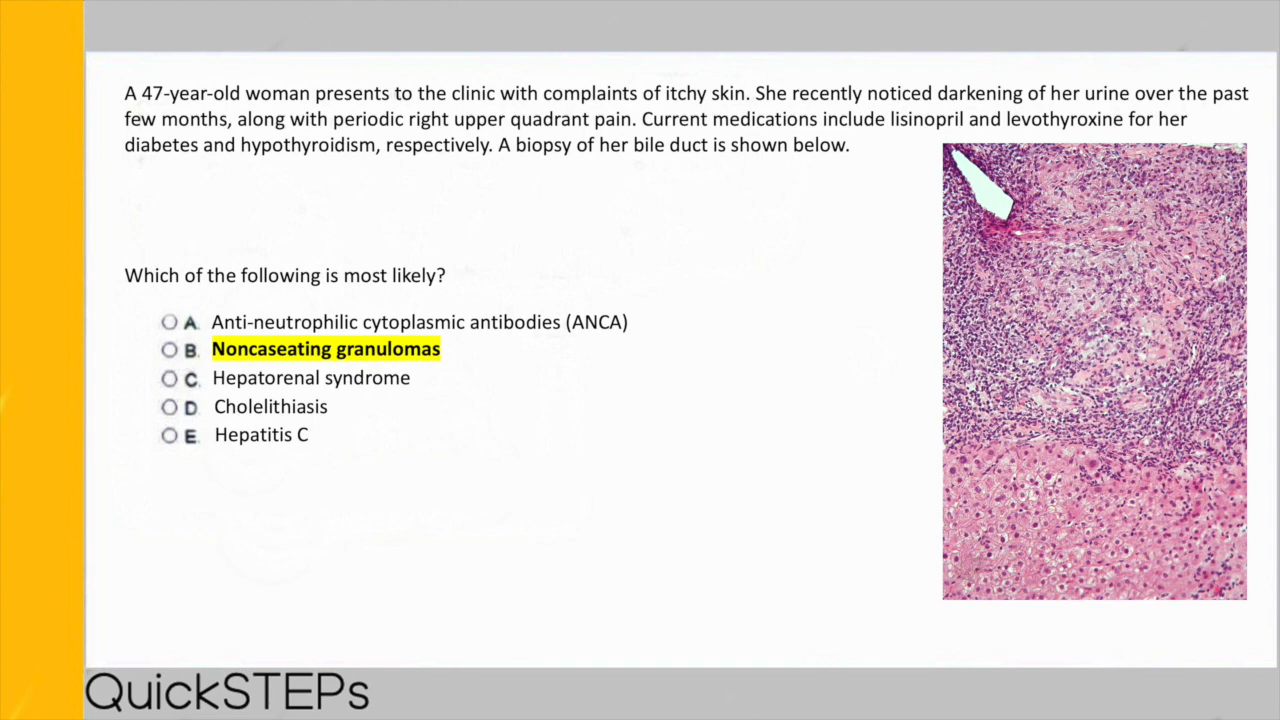 A 47-year-old woman presents to the clinic with complaints of itchy skin. She recently noticed darkening of her urine over the past
few months, along with periodic right upper quadrant pain. Current medications include lisinopril and levothyroxine for her
diabetes and hypothyroidism, respectively. A biopsy of her bile duct is shown below.
Which of the following is most likely?
A. Anti-neutrophilic cytoplasmic antibodies (ANCA)
B. Noncaseating granulomas
C. Hepatorenal syndrome
D. Cholelithiasis
E. Hepatitis C
QuickSTEPs